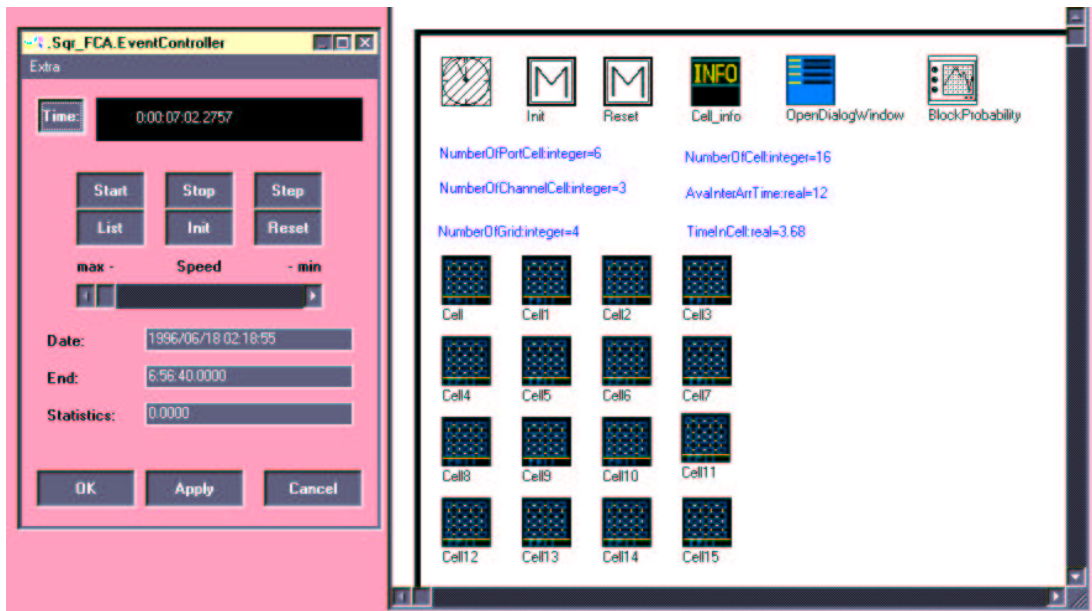 .Sqr_FCA.EventController
Extra
Time: 0:00:07:02.2757
Start Stop Step
List Init Reset
max - Speed - min
Date: 1996/06/18 02:18:55
End: 6:56:40.0000
Statistics: 0.0000
OK Apply Cancel
INFO
Init Reset Cell_info OpenDialogWindow BlockProbability
NumberOfPortCell:integer=6 NumberOfCell:integer=16
NumberOfChannelCell:integer=3 AvaInterArrTime:real=12
NumberOfGrid:integer=4 TimeInCell:real=3.68
Cell Cell1 Cell2 Cell3
Cell4 Cell5 Cell6 Cell7
Cell8 Cell9 Cell10 Cell11
Cell12 Cell13 Cell14 Cell15